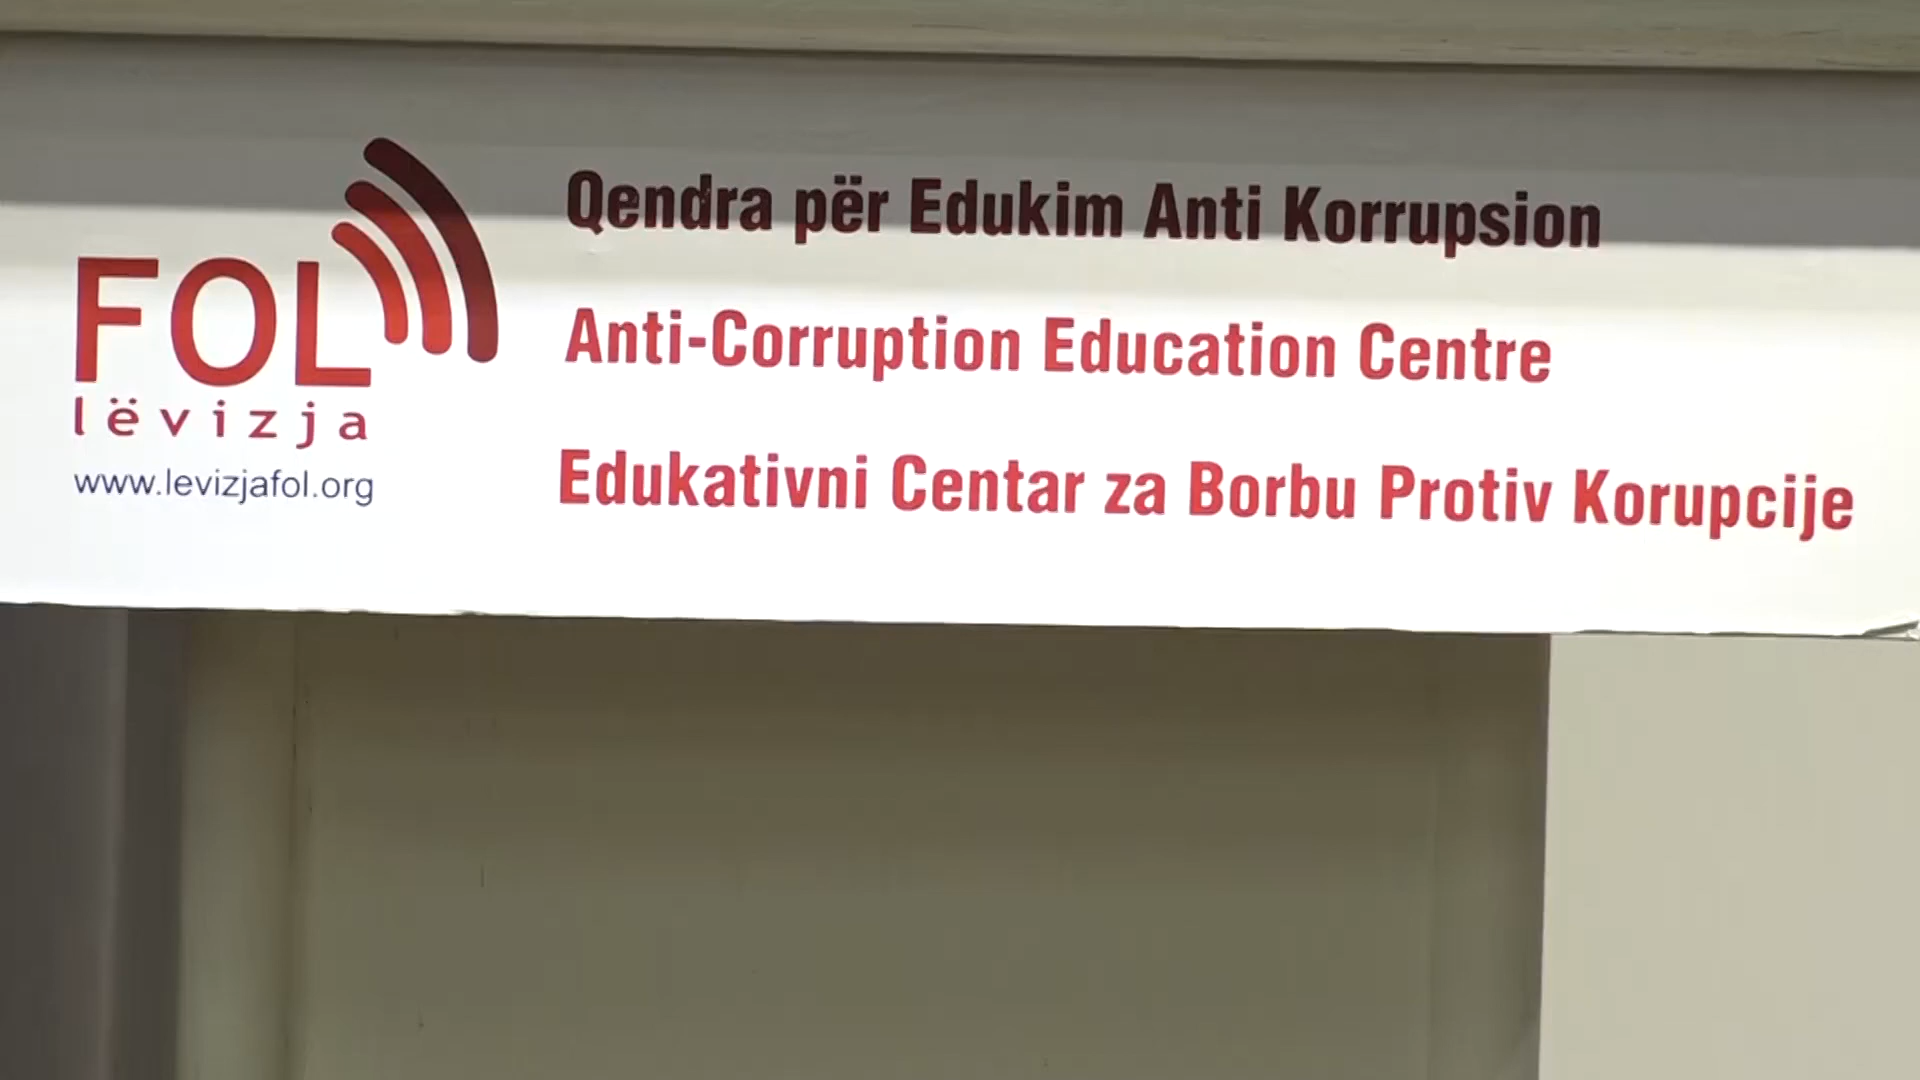 FOL
lëvizja
www.levizjafol.org
Qendra për Edukim Anti Korrupsion
Anti-Corruption Education Centre
Edukativni Centar za Borbu Protiv Korupcije